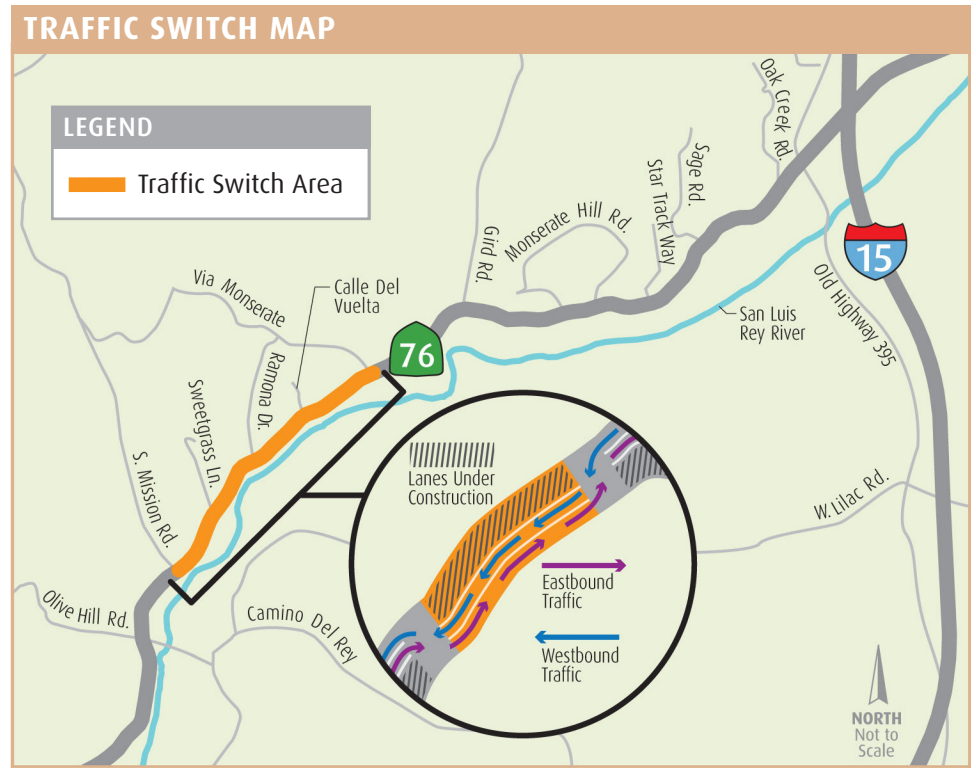 TRAFFIC SWITCH MAP
LEGEND
Traffic Switch Area
Oak Creek Rd.
Sage Rd.
Star Track Way
Gird Rd.
Monserate Hill Rd.
15
Old Highway 395
Via Monserate
Calle Del
Vuelta
San Luis
Rey River
76
Ramona Dr.
Sweetgrass Ln.
S. Mission Rd.
Lanes Under
Construction
W. Lilac Rd.
Eastbound
Traffic
Olive Hill Rd.
Camino Del Rey
Westbound
Traffic
NORTH
Not to
Scale